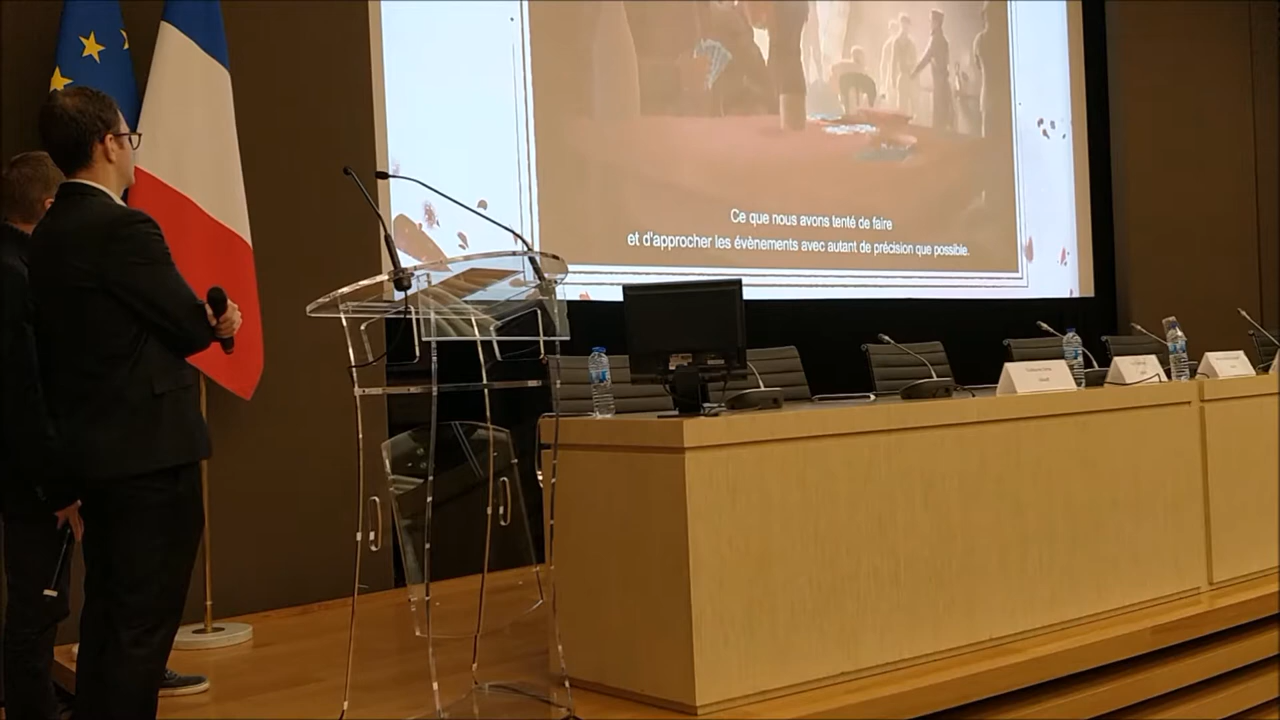 Ce que nous avons tenté de faire
et d'approcher les évènements avec autant de précision que possible.